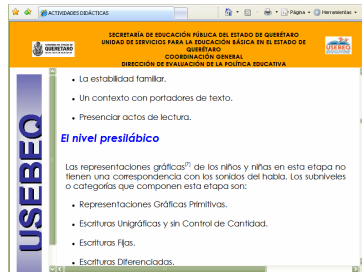 ACTIVIDADES DIDÁCTICAS
Página
Herramientas
SECRETARÍA DE EDUCACIÓN PÚBLICA DEL ESTADO DE QUERÉTARO
UNIDAD DE SERVICIOS PARA LA EDUCACIÓN BÁSICA EN EL ESTADO DE
QUERÉTARO
COORDINACIÓN GENERAL
DIRECCIÓN DE EVALUACIÓN DE LA POLÍTICA EDUCATIVA
QUERETARO
USEBEQ
USEBEQ
• La estabilidad familiar.
• Un contexto con portadores de texto.
• Presenciar actos de lectura.
El nivel presilábico
Las representaciones gráficas[7] de los niños y niñas en esta etapa no
tienen una correspondencia con los sonidos del habla. Los subniveles
o categorías que componen esta etapa son:
• Representaciones Gráficas Primitivas.
• Escrituras Unigráficas y sin Control de Cantidad.
• Escrituras Fijas.
• Escrituras Diferenciadas.